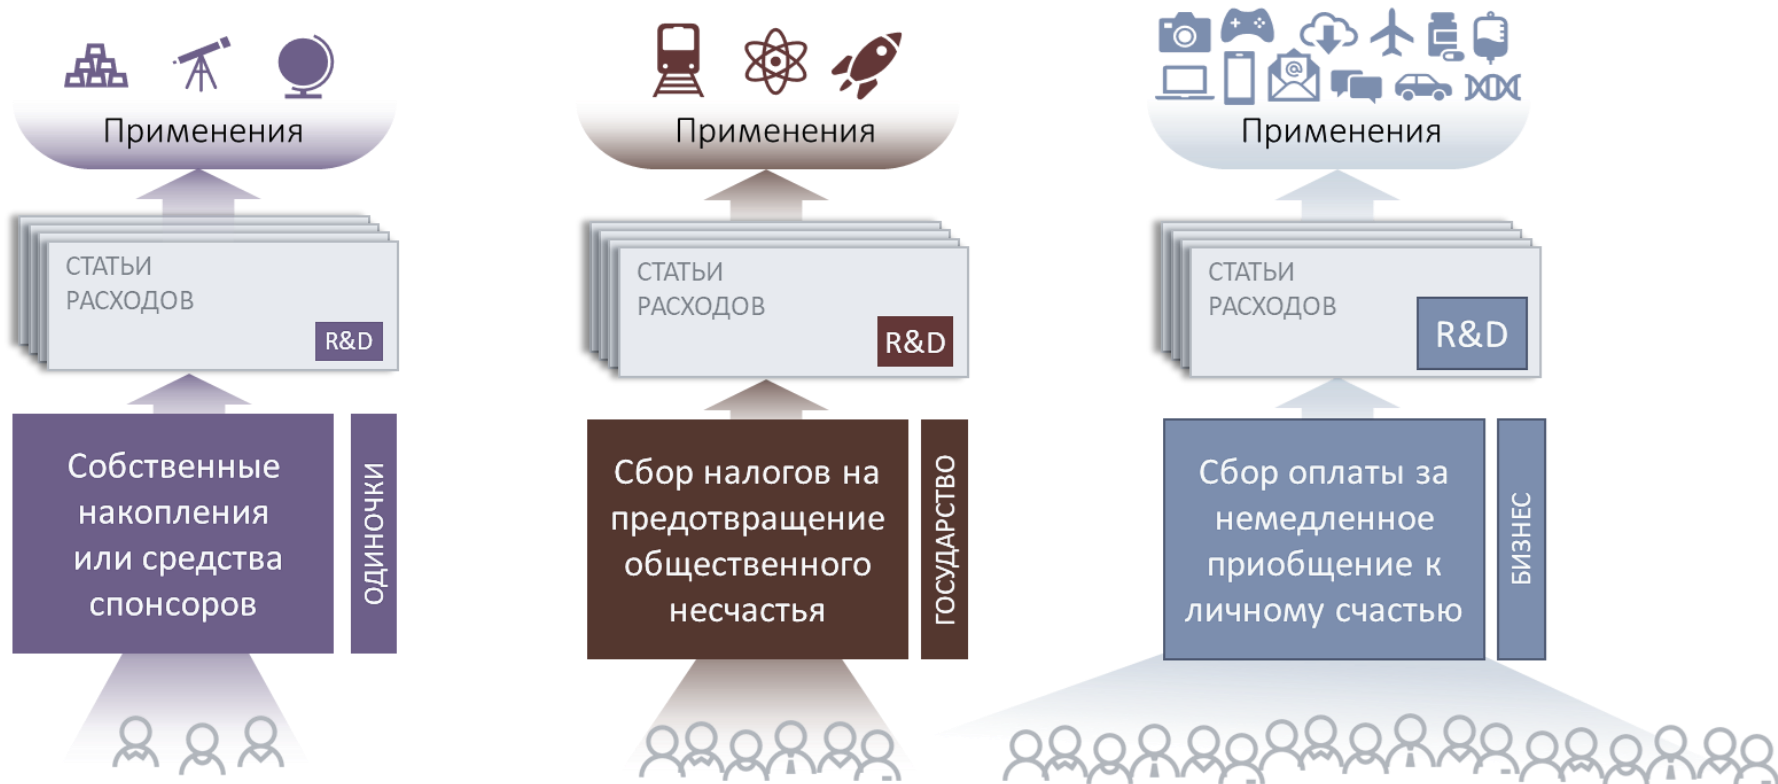 Применения
СТАТЬИ
РАСХОДОВ
R&D
Собственные
накопления
или средства
спонсоров
ОДИНОЧКИ
Применения
СТАТЬИ
РАСХОДОВ
R&D
Сбор налогов на
предотвращение
общественного
несчастья
ГОСУДАРСТВО
@
Применения
СТАТЬИ
РАСХОДОВ
R&D
Сбор оплаты за
немедленное
приобщение к
личному счастью
БИЗНЕС